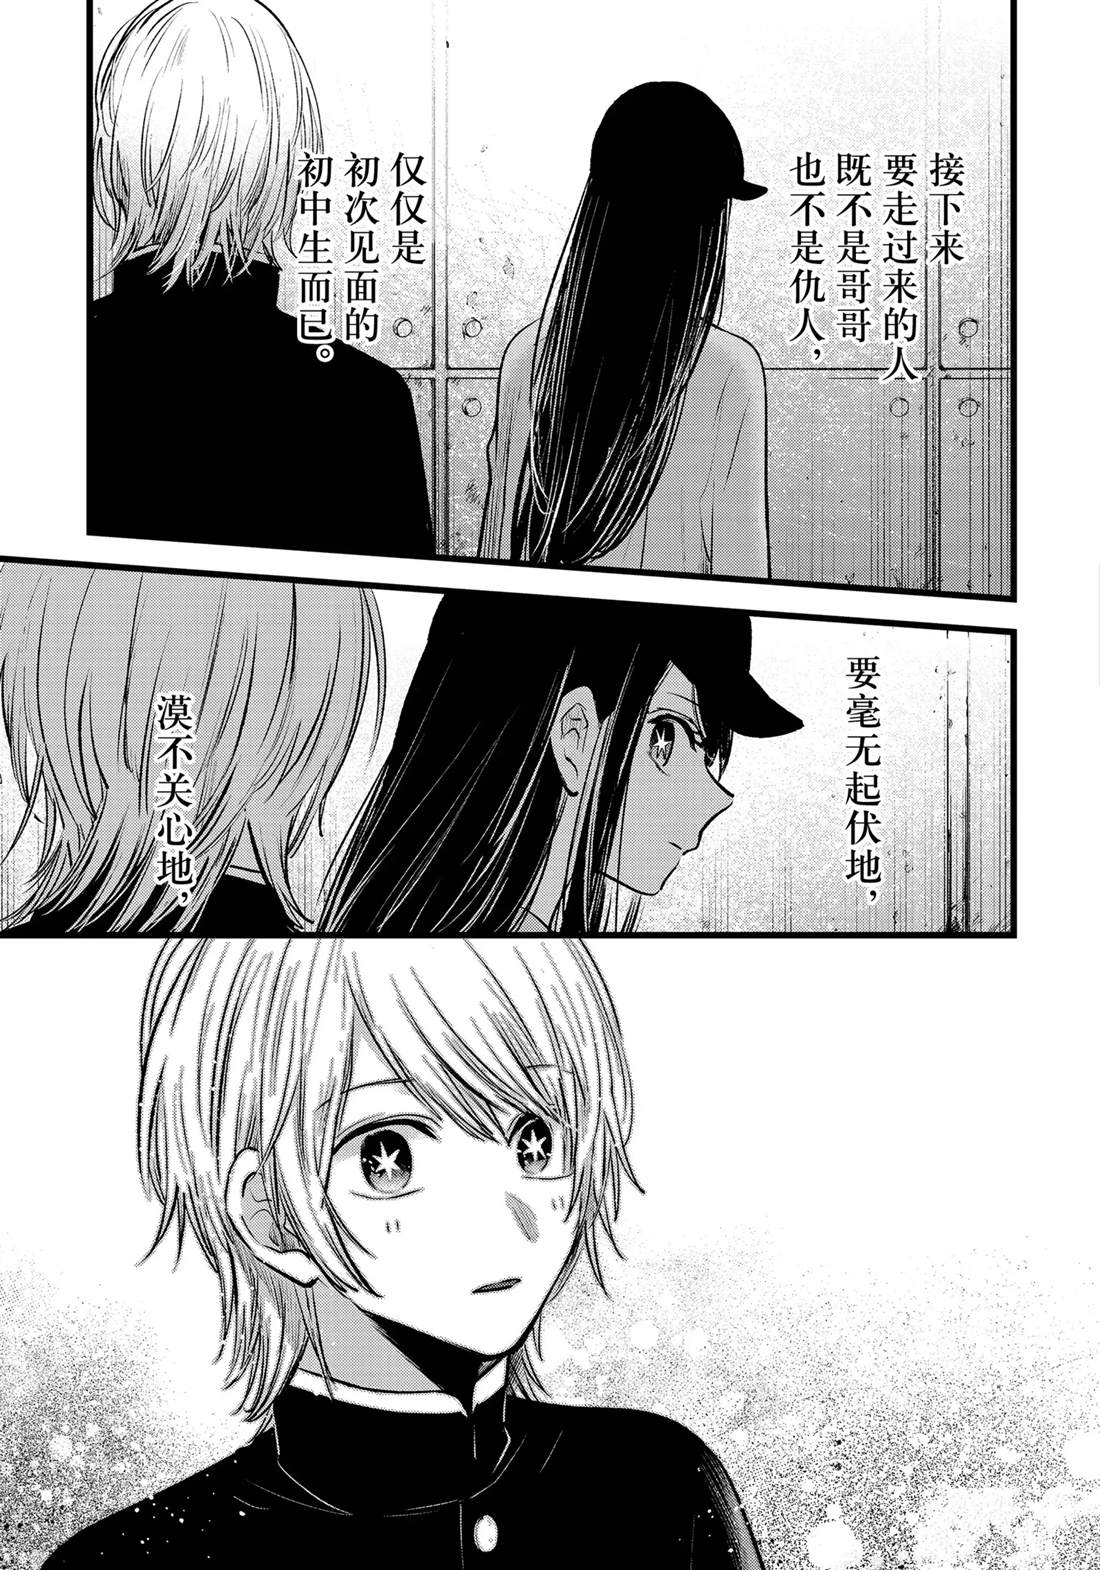 接下来
要走过来的人
既不是哥哥
也不是仇人，
仅仅是
初次见面的
初中生而已。
要毫无起伏地，
漠不关心地，